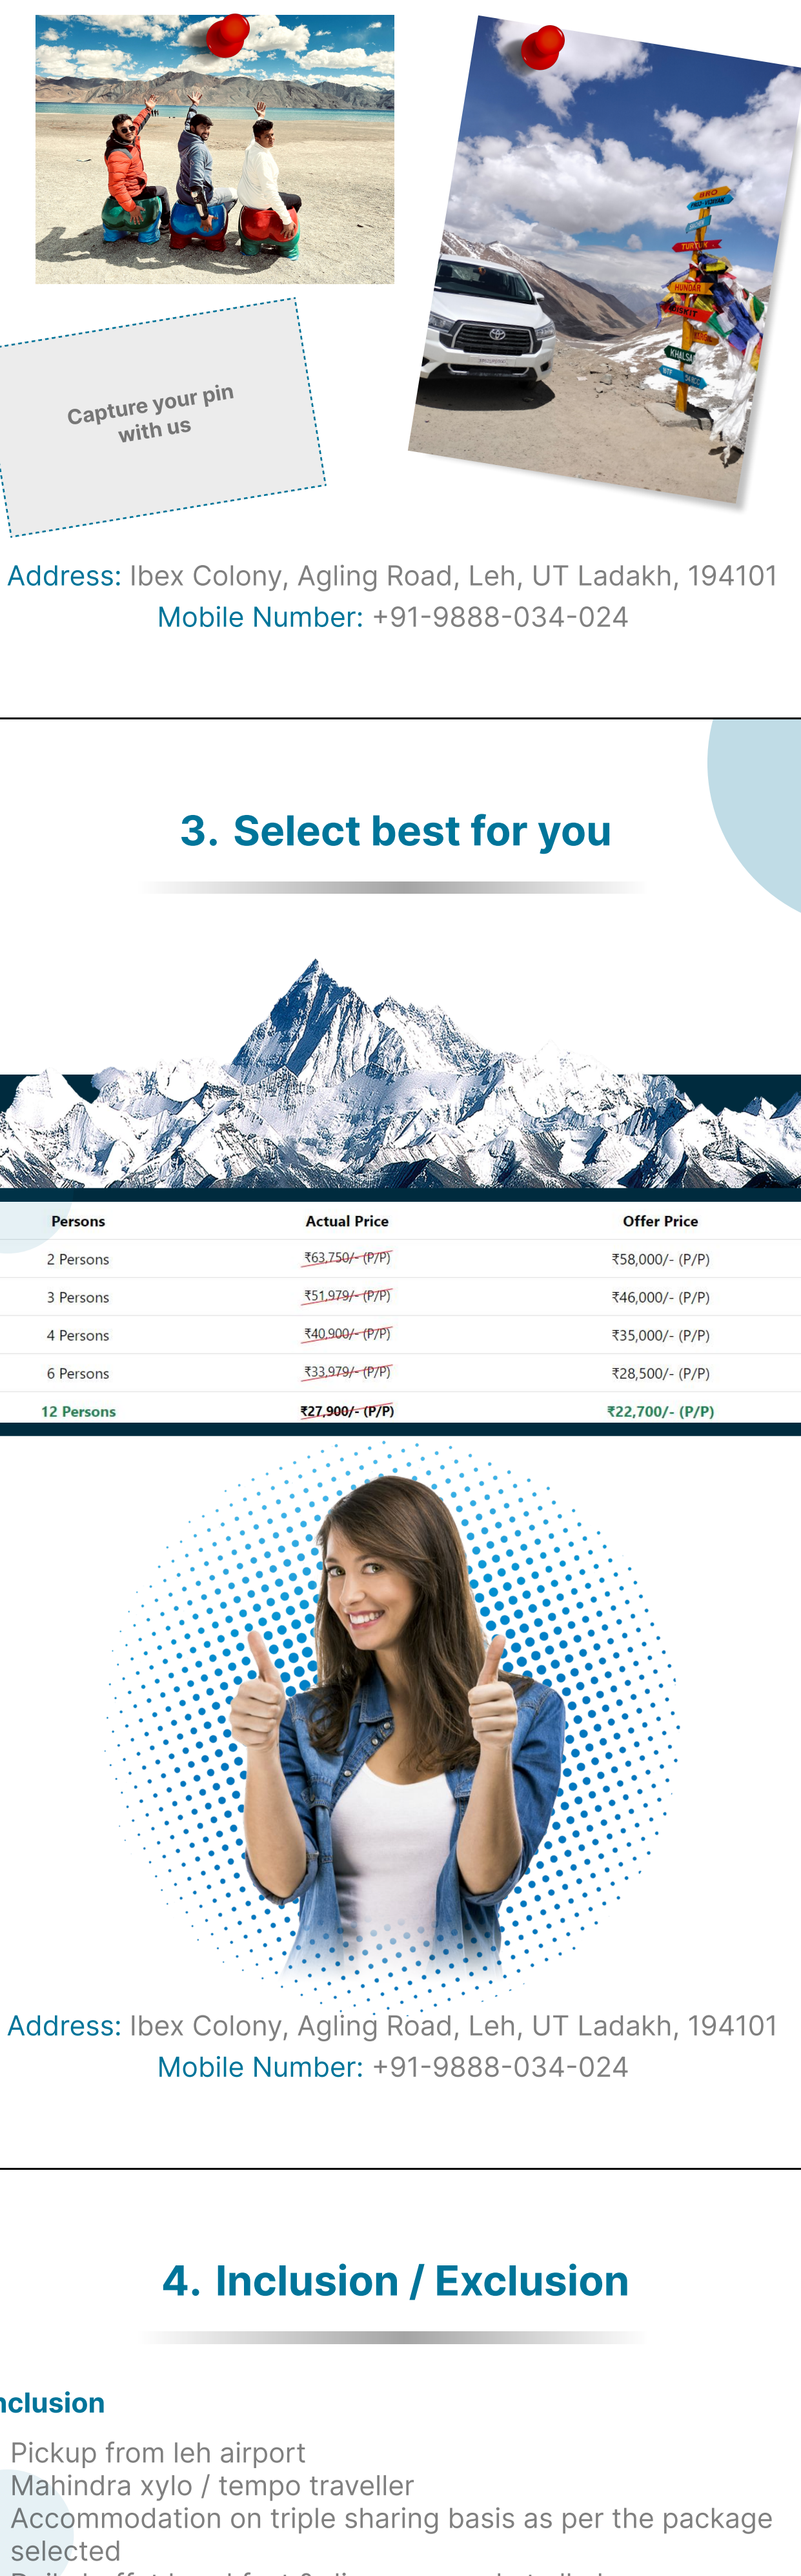 BRO
TURTUK
HUNDAR
DISKIT
KHALSAR
Capture your pin
with us
Address: Ibex Colony, Agling Road, Leh, UT Ladakh, 194101
Mobile Number: +91-9888-034-024
3. Select best for you
Persons Actual Price Offer Price
2 Persons ₹63,750/- (P/P) ₹58,000/- (P/P)
3 Persons ₹51,979/- (P/P) ₹46,000/- (P/P)
4 Persons ₹40,900/- (P/P) ₹35,000/- (P/P)
6 Persons ₹33,979/- (P/P) ₹28,500/- (P/P)
12 Persons ₹27,900/- (P/P) ₹22,700/- (P/P)
Address: Ibex Colony, Agling Road, Leh, UT Ladakh, 194101
Mobile Number: +91-9888-034-024
4. Inclusion / Exclusion
nclusion
Pickup from leh airport
Mahindra xylo / tempo traveller
Accommodation on triple sharing basis as per the package
selected